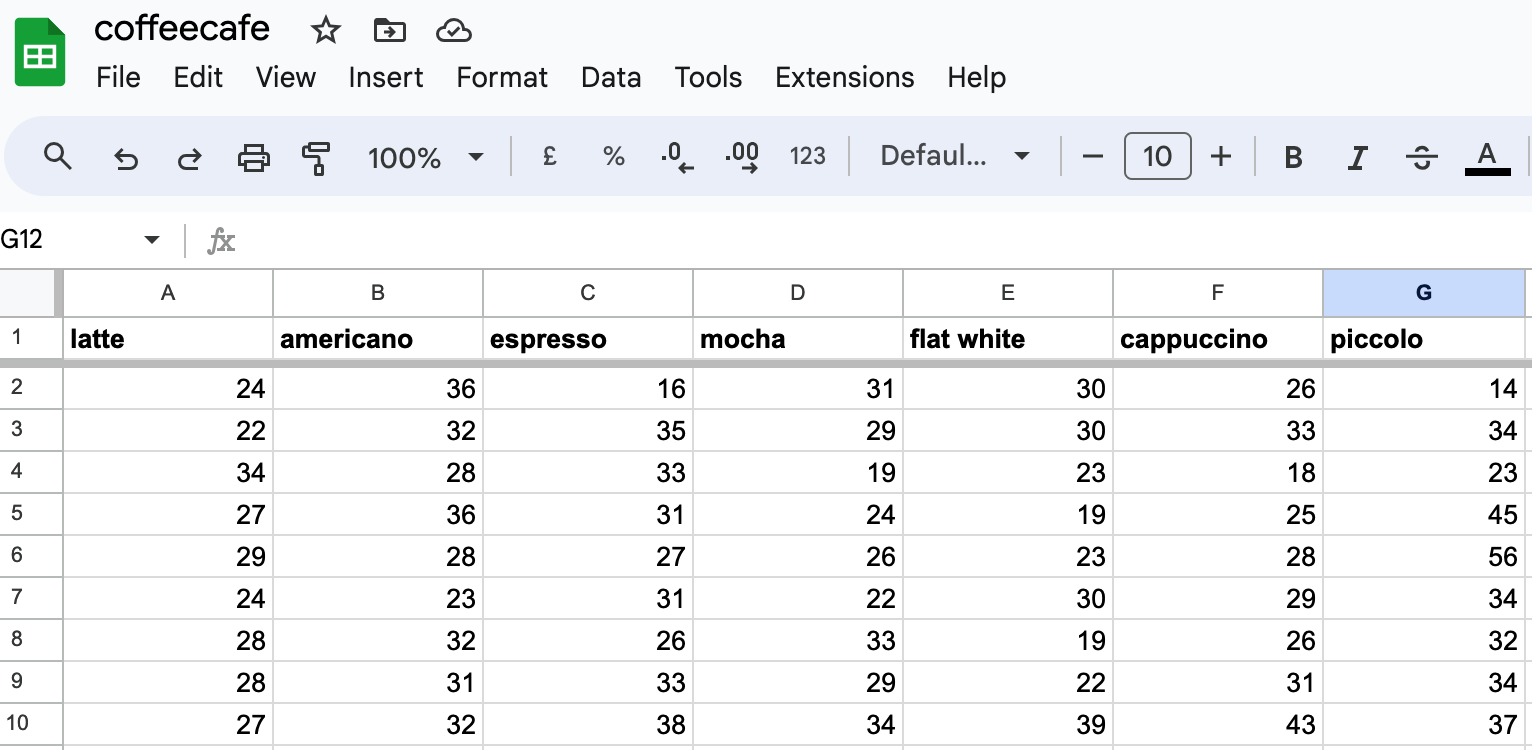 coffeecafe
File Edit View Insert Format Data Tools Extensions Help
100% £ % .0 .00 123 Defaul... − 10 + B I S A
G12 fx
A B C D E F G
1 latte americano espresso mocha flat white cappuccino piccolo
2 24 36 16 31 30 26 14
3 22 32 35 29 30 33 34
4 34 28 33 19 23 18 23
5 27 36 31 24 19 25 45
6 29 28 27 26 23 28 56
7 24 23 31 22 30 29 34
8 28 32 26 33 19 26 32
9 28 31 33 29 22 31 34
10 27 32 38 34 39 43 37